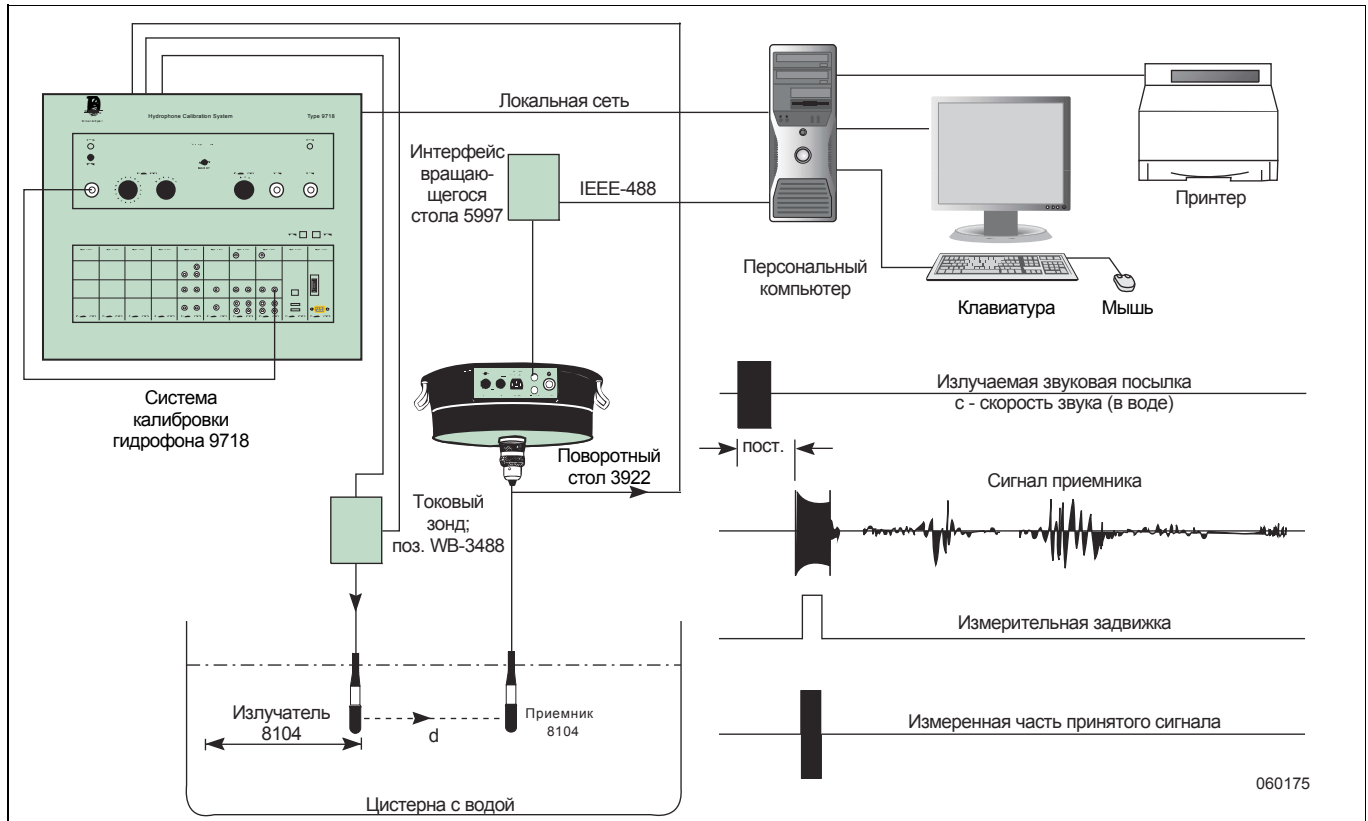 Hydrophone Calibration System
Type 9718
Локальная сеть
Интерфейс
вращаю-
щегося
стола 5997
IEEE-488
Принтер
Персональный
компьютер
Клавиатура
Мышь
Система
калибровки
гидрофона 9718
Поворотный
стол 3922
Токовый
зонд;
поз. WB-3488
Излучаемая звуковая посылка
с - скорость звука (в воде)
пост.
Сигнал приемника
Измерительная задвижка
Излучатель
8104
d
Приемник
8104
Измеренная часть принятого сигнала
Цистерна с водой
060175